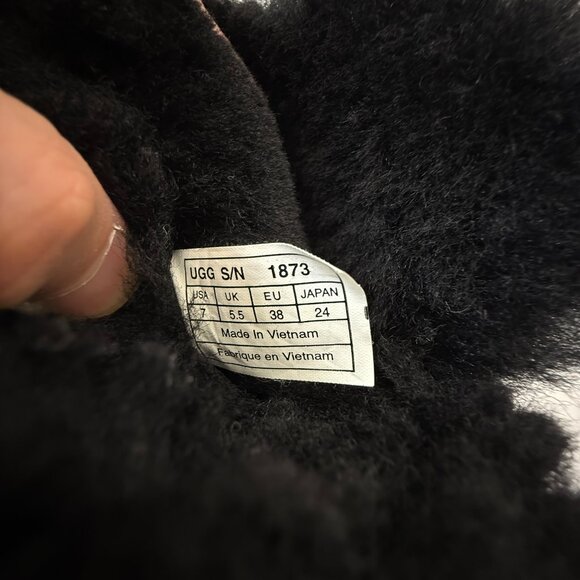 UGG S/N 1873
USA UK EU JAPAN
7 5.5 38 24
Made In Vietnam
Fabrique en Vietnam